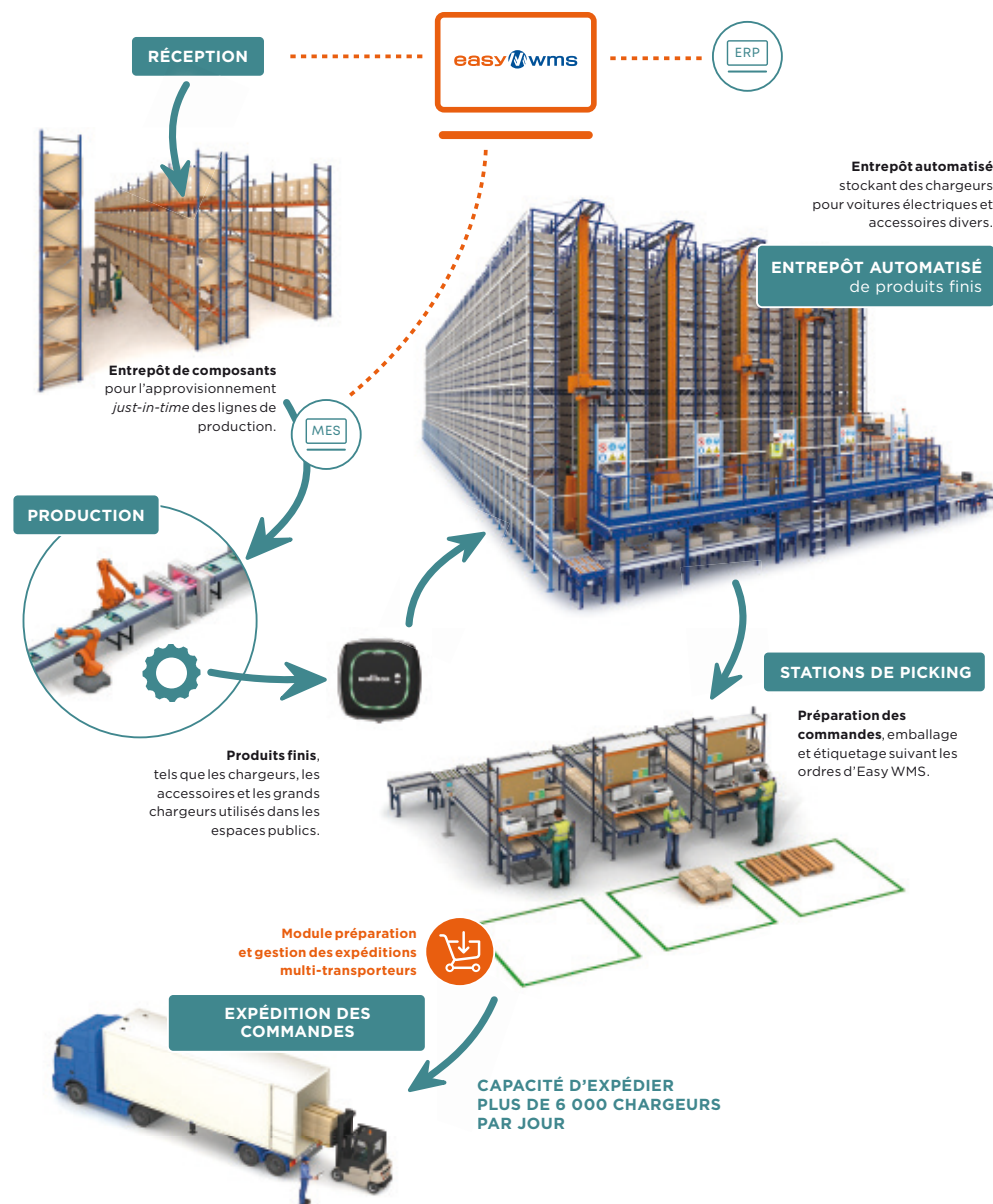 RÉCEPTION
easy wms
ERP
Entrepôt automatisé
stockant des chargeurs
pour voitures électriques et
accessoires divers.
ENTREPÔT AUTOMATISÉ
de produits finis
Entrepôt de composants
pour l'approvisionnement
just-in-time des lignes de
production.
MES
PRODUCTION
wallbox
Produits finis,
tels que les chargeurs, les
accessoires et les grands
chargeurs utilisés dans les
espaces publics.
STATIONS DE PICKING
Préparation des
commandes, emballage
et étiquetage suivant les
ordres d'Easy WMS.
Module préparation
et gestion des expéditions
multi-transporteurs
EXPÉDITION DES
COMMANDES
CAPACITÉ D'EXPÉDIER
PLUS DE 6 000 CHARGEURS
PAR JOUR